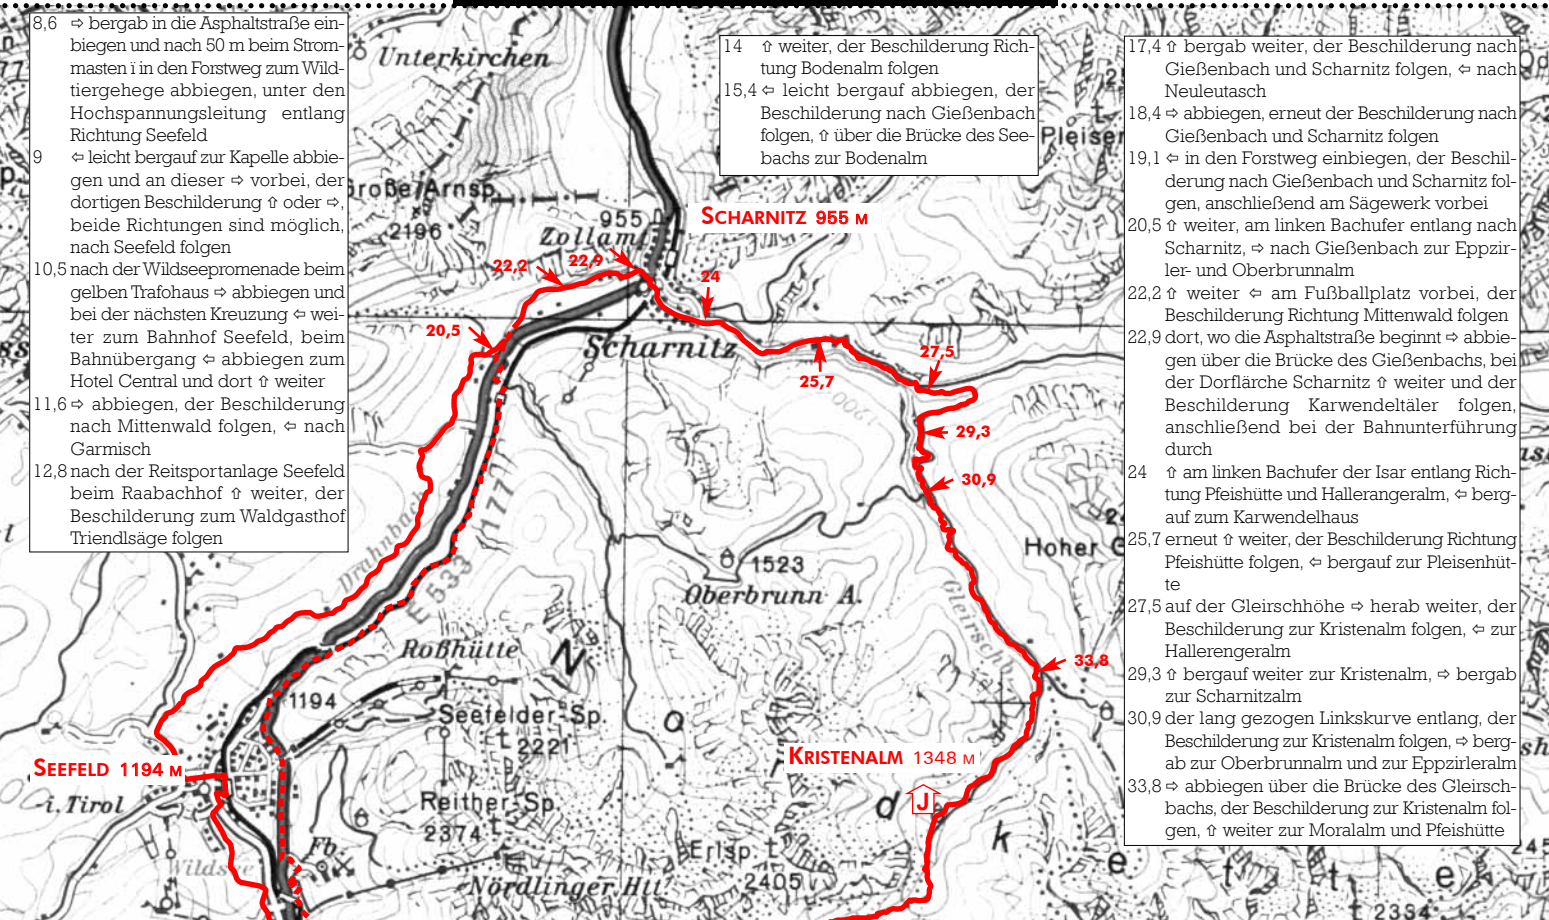 8,6 ⇨ bergab in die Asphaltstraße ein-
biegen und nach 50 m beim Strom-
masten ï in den Forstweg zum Wild-
tiergehege abbiegen, unter den
Hochspannungsleitung entlang
Richtung Seefeld
9 ⇦ leicht bergauf zur Kapelle abbie-
gen und an dieser ⇨ vorbei, der
dortigen Beschilderung ⇧ oder ⇨,
beide Richtungen sind möglich,
nach Seefeld folgen
10,5 nach der Wildseepromenade beim
gelben Trafohaus ⇨ abbiegen und
bei der nächsten Kreuzung ⇦ wei-
ter zum Bahnhof Seefeld, beim
Bahnübergang ⇦ abbiegen zum
Hotel Central und dort ⇧ weiter
11,6 ⇨ abbiegen, der Beschilderung
nach Mittenwald folgen, ⇦ nach
Garmisch
12,8 nach der Reitsportanlage Seefeld
beim Raabachhof ⇧ weiter, der
Beschilderung zum Waldgasthof
Triendlsäge folgen
14 ⇧ weiter, der Beschilderung Rich-
tung Bodenalm folgen
15,4 ⇦ leicht bergauf abbiegen, der
Beschilderung nach Gießenbach
folgen, ⇧ über die Brücke des See-
bachs zur Bodenalm
17,4 ⇧ bergab weiter, der Beschilderung nach
Gießenbach und Scharnitz folgen, ⇦ nach
Neuleutasch
18,4 ⇨ abbiegen, erneut der Beschilderung nach
Gießenbach und Scharnitz folgen
19,1 ⇦ in den Forstweg einbiegen, der Beschil-
derung nach Gießenbach und Scharnitz fol-
gen, anschließend am Sägewerk vorbei
20,5 ⇧ weiter, am linken Bachufer entlang nach
Scharnitz, ⇨ nach Gießenbach zur Eppzir-
ler- und Oberbrunnalm
22,2 ⇧ weiter ⇦ am Fußballplatz vorbei, der
Beschilderung Richtung Mittenwald folgen
22,9 dort, wo die Asphaltstraße beginnt ⇨ abbie-
gen über die Brücke des Gießenbachs, bei
der Dorflärche Scharnitz ⇧ weiter und der
Beschilderung Karwendeltäler folgen,
anschließend bei der Bahnunterführung
durch
24 ⇧ am linken Bachufer der Isar entlang Rich-
tung Pfeishütte und Hallerangeralm, ⇦ berg-
auf zum Karwendelhaus
25,7 erneut ⇧ weiter, der Beschilderung Richtung
Pfeishütte folgen, ⇦ bergauf zur Pleisenhüt-
te
27,5 auf der Gleirschhöhe ⇨ herab weiter, der
Beschilderung zur Kristenalm folgen, ⇦ zur
Hallerengeralm
29,3 ⇧ bergauf weiter zur Kristenalm, ⇨ bergab
zur Scharnitzalm
30,9 der lang gezogen Linkskurve entlang, der
Beschilderung zur Kristenalm folgen, ⇨ berg-
ab zur Oberbrunnalm und zur Eppzirleralm
33,8 ⇨ abbiegen über die Brücke des Gleirsch-
bachs, der Beschilderung zur Kristenalm fol-
gen, ⇧ weiter zur Moralalm und Pfeishütte
Unterkirchen
Große Arnsp.
2196
955
Zollamt
SCHARNITZ 955 M
22,2
22,9
24
20,5
Scharnitz
25,7
27,5
29,3
30,9
Drahnbach
E 533
177
1523
Oberbrunn A.
Gleirsch
Hoher
Pleisen
33,8
Roßhütte
N
1194
Seefelder-Sp.
2221
o
KRISTENALM 1348 M
SEEFELD 1194 M
i. Tirol
Reither-Sp.
2374
J
d
k
e
t
t
e
Fb.
Wilds
Erlsp.
2405
Nördlinger Htt.
2334